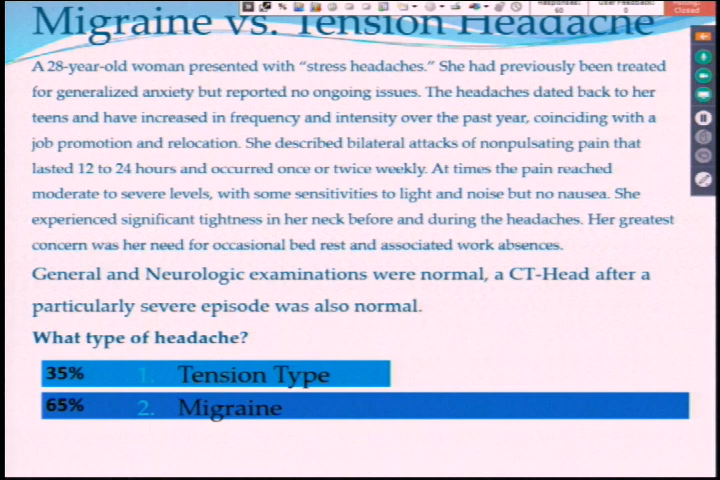 Migraine vs. Tension Headache
A 28-year-old woman presented with “stress headaches.” She had previously been treated
for generalized anxiety but reported no ongoing issues. The headaches dated back to her
teens and have increased in frequency and intensity over the past year, coinciding with a
job promotion and relocation. She described bilateral attacks of nonpulsating pain that
lasted 12 to 24 hours and occurred once or twice weekly. At times the pain reached
moderate to severe levels, with some sensitivities to light and noise but no nausea. She
experienced significant tightness in her neck before and during the headaches. Her greatest
concern was her need for occasional bed rest and associated work absences.
General and Neurologic examinations were normal, a CT-Head after a
particularly severe episode was also normal.
What type of headache?
35% 1. Tension Type
65% 2. Migraine
Responses
60
User Feedback:
0
Closed